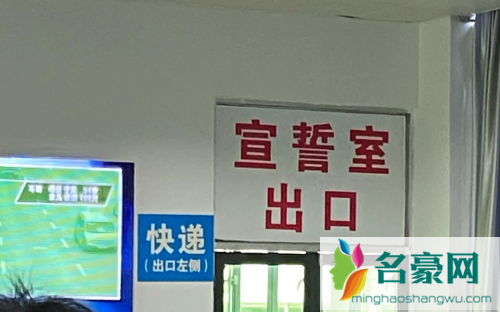 宣誓室
出口
快递
(出口左侧)
名豪网
minghaoshangwu.com